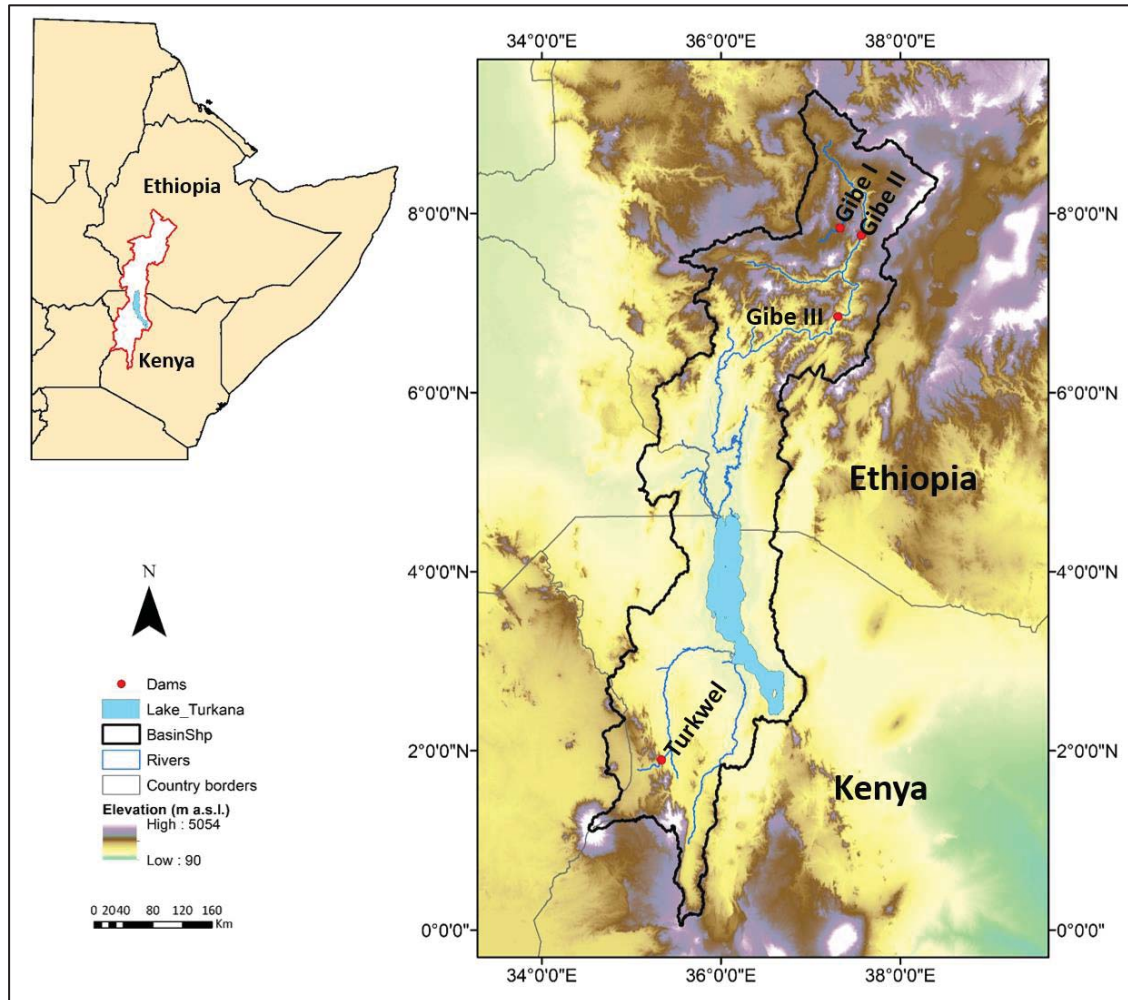 Ethiopia
Kenya
N
Dams
Lake_Turkana
BasinShp
Rivers
Country borders
Elevation (m a.s.l.)
High : 5054
Low : 90
0 20 40 80 120 160
Km
34°0'0"E 36°0'0"E 38°0'0"E
8°0'0"N 8°0'0"N
6°0'0"N 6°0'0"N
4°0'0"N 4°0'0"N
2°0'0"N 2°0'0"N
0°0'0" 0°0'0"
Gibe I
Gibe II
Gibe III
Ethiopia
Turkwel
Kenya
34°0'0"E 36°0'0"E 38°0'0"E